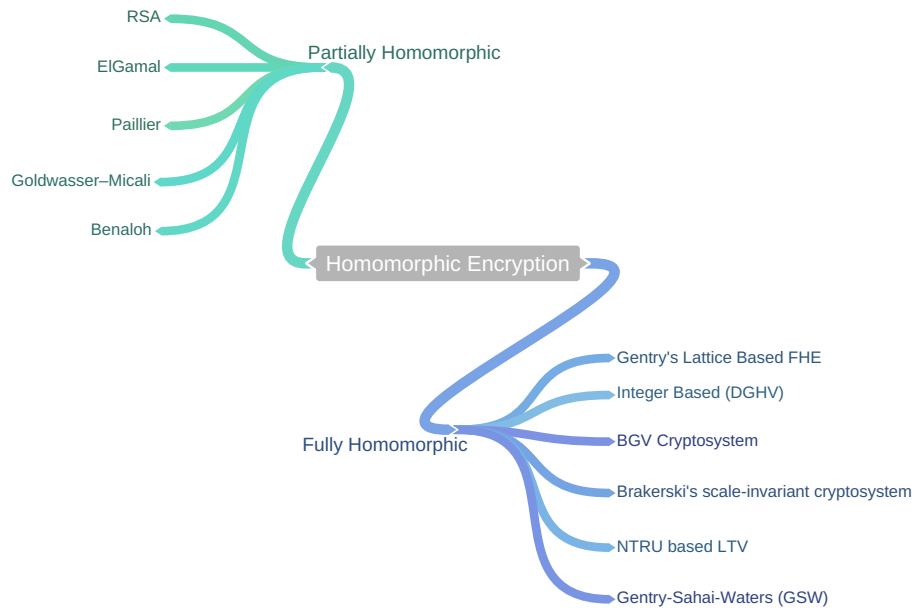 RSA
Partially Homomorphic
ElGamal
Paillier
Goldwasser–Micali
Benaloh
Homomorphic Encryption
Gentry's Lattice Based FHE
Integer Based (DGHV)
Fully Homomorphic
BGV Cryptosystem
Brakerski's scale-invariant cryptosystem
NTRU based LTV
Gentry-Sahai-Waters (GSW)